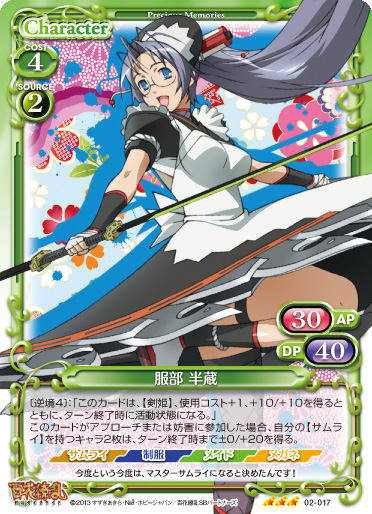 Precious Memories
Character
COST
4
SOURCE
2
30 AP
DP 40
服部 半蔵
[逆境4]:「このカードは、【剣姫】、使用コスト+1、+10/+10を得ると
ともに、ターン終了時に活動状態になる。」
このカードがアプローチまたは妨害に参加した場合、自分の【サムラ
イ】を持つキャラ2枚は、ターン終了時まで±0/+20を得る。
サムライ 制服 メイド メガネ
今度という今度は、マスターサムライになると決めたんです!
百花繚乱
©2013 すずきあきら・Niθ・ホビージャパン/百花繚乱SBパートナーズ
02-017